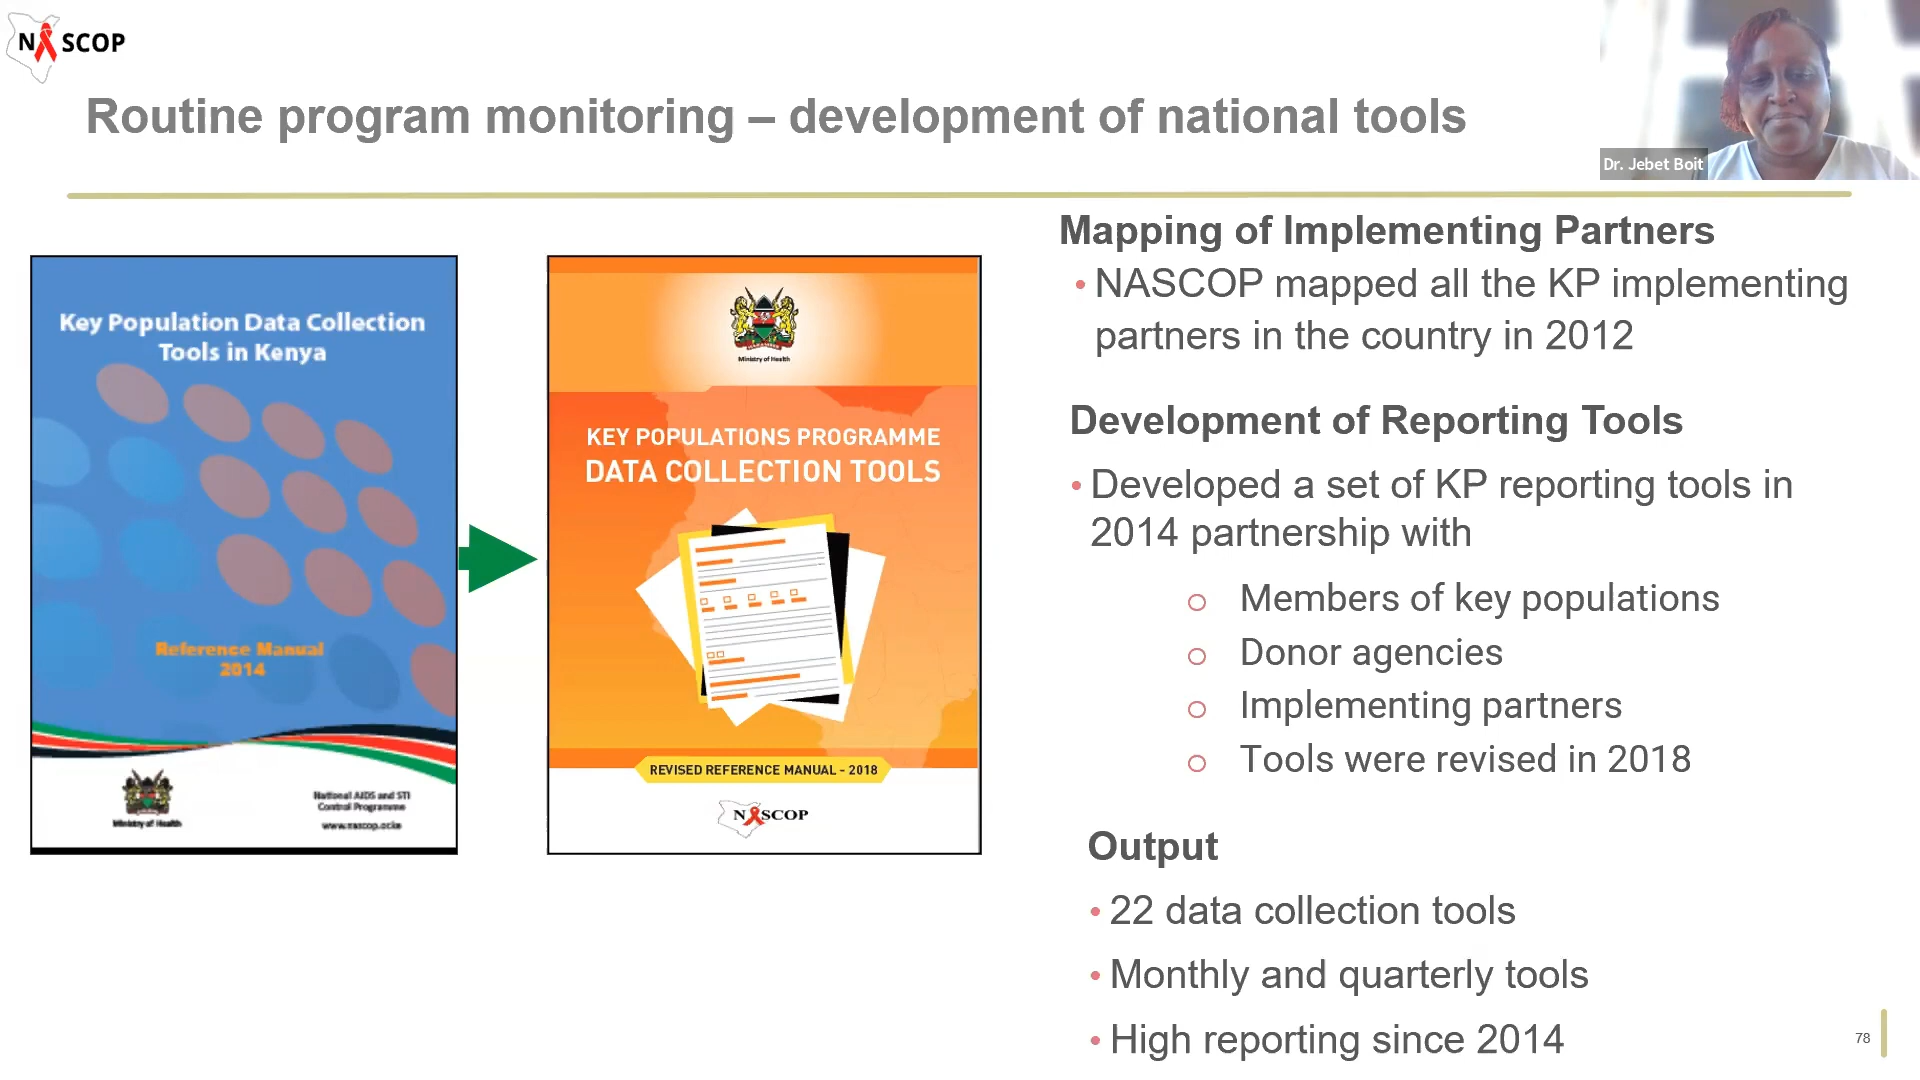 NASCOP
Routine program monitoring – development of national tools
Dr. Jebet Boit
Key Population Data Collection
Tools in Kenya
Reference Manual
2014
Ministry of Health
National AIDS and STI
Control Programme
www.nascop.or.ke
Ministry of Health
KEY POPULATIONS PROGRAMME
DATA COLLECTION TOOLS
REVISED REFERENCE MANUAL - 2018
NASCOP
Mapping of Implementing Partners
• NASCOP mapped all the KP implementing
partners in the country in 2012
Development of Reporting Tools
• Developed a set of KP reporting tools in
2014 partnership with
o Members of key populations
o Donor agencies
o Implementing partners
o Tools were revised in 2018
Output
• 22 data collection tools
• Monthly and quarterly tools
• High reporting since 2014
78